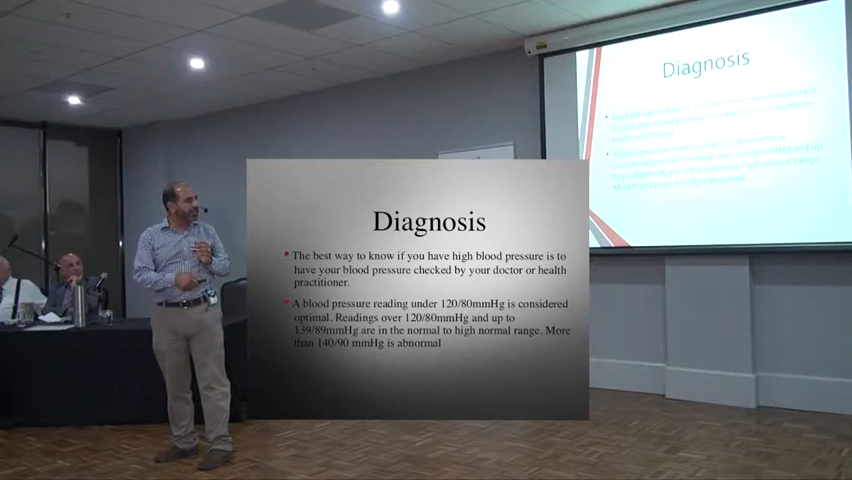 Diagnosis
Diagnosis
The best way to know if you have high blood pressure is to
have your blood pressure checked by your doctor or health
practitioner.
A blood pressure reading under 120/80mmHg is considered
optimal. Readings over 120/80mmHg and up to
139/89mmHg are in the normal to high normal range. More
than 140/90 mmHg is abnormal